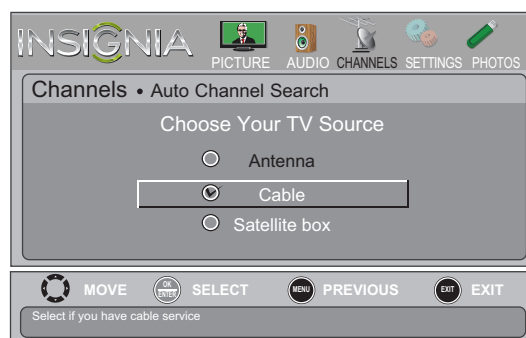 INSIGNIA
PICTURE AUDIO CHANNELS SETTINGS PHOTOS
Channels • Auto Channel Search
Choose Your TV Source
Antenna
Cable
Satellite box
MOVE OK ENTER SELECT MENU PREVIOUS EXIT EXIT
Select if you have cable service